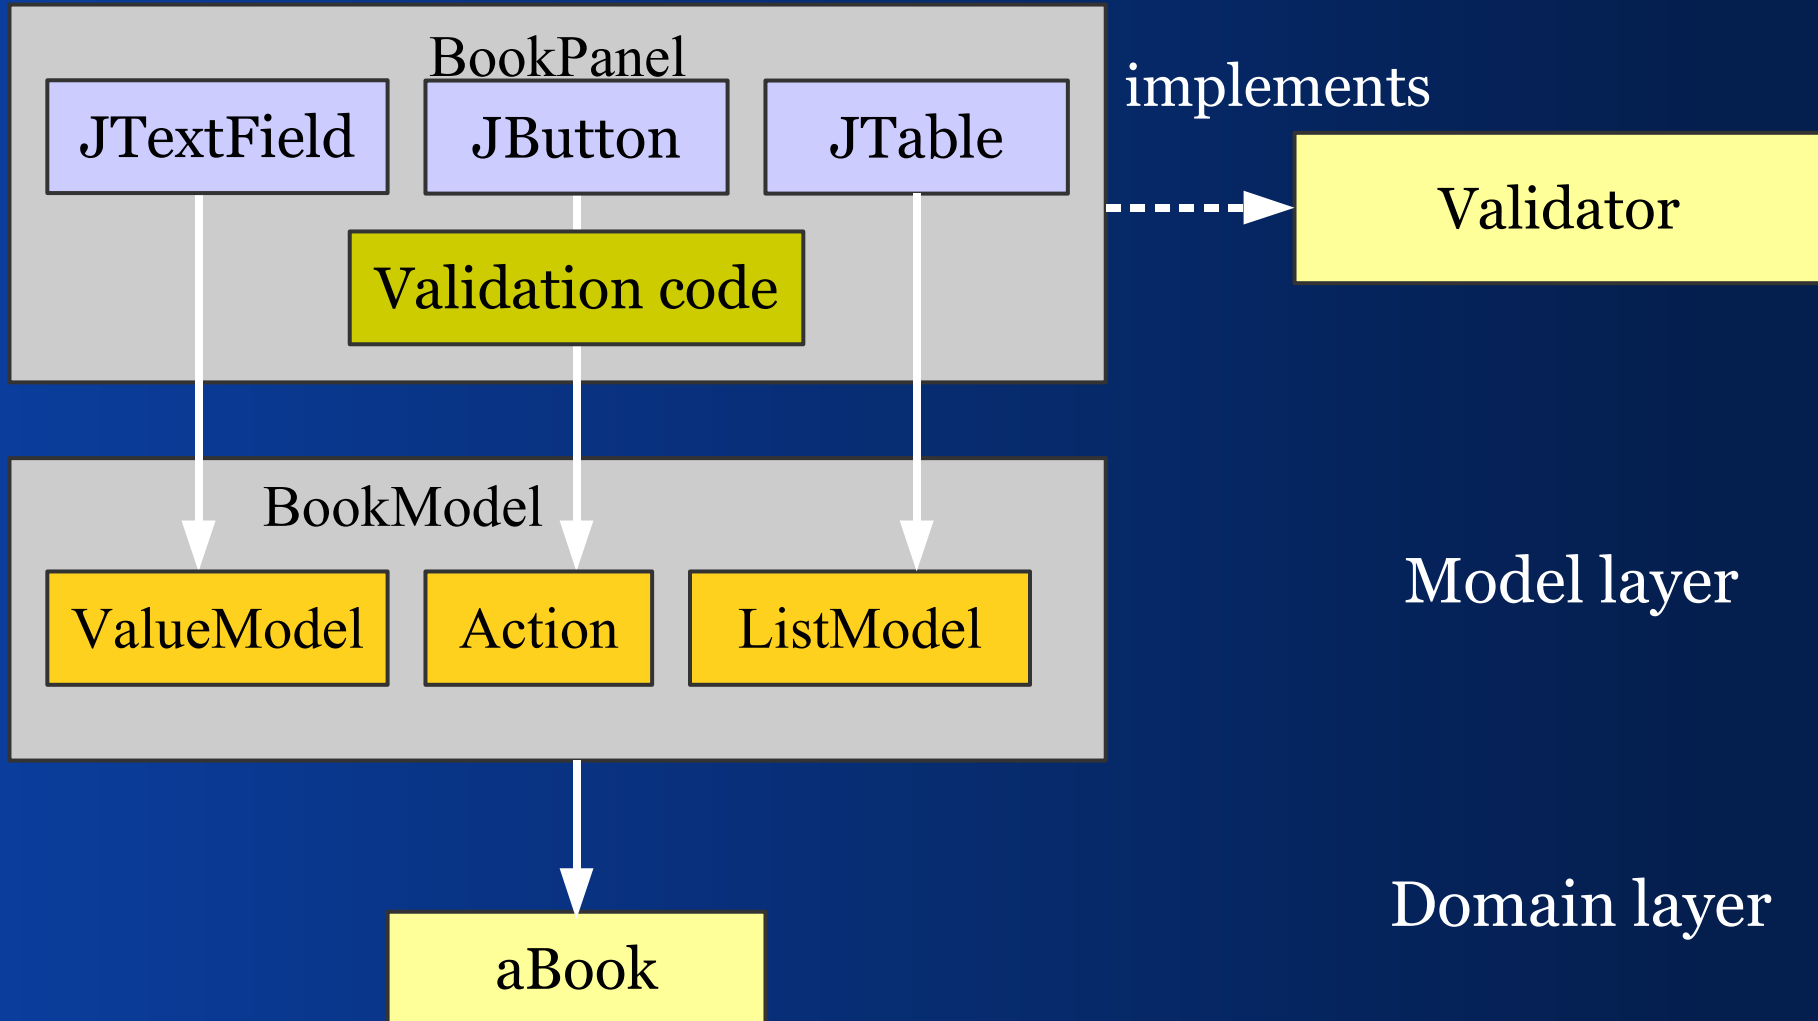 BookPanel
implements
JTextField
JButton
JTable
Validator
Validation code
BookModel
Model layer
ValueModel
Action
ListModel
Domain layer
aBook